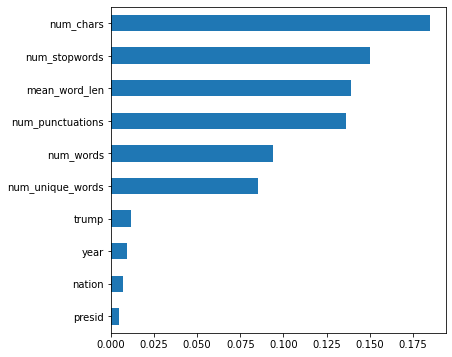 num_chars
num_stopwords
mean_word_len
num_punctuations
num_words
num_unique_words
trump
year
nation
presid
0.000 0.025 0.050 0.075 0.100 0.125 0.150 0.175